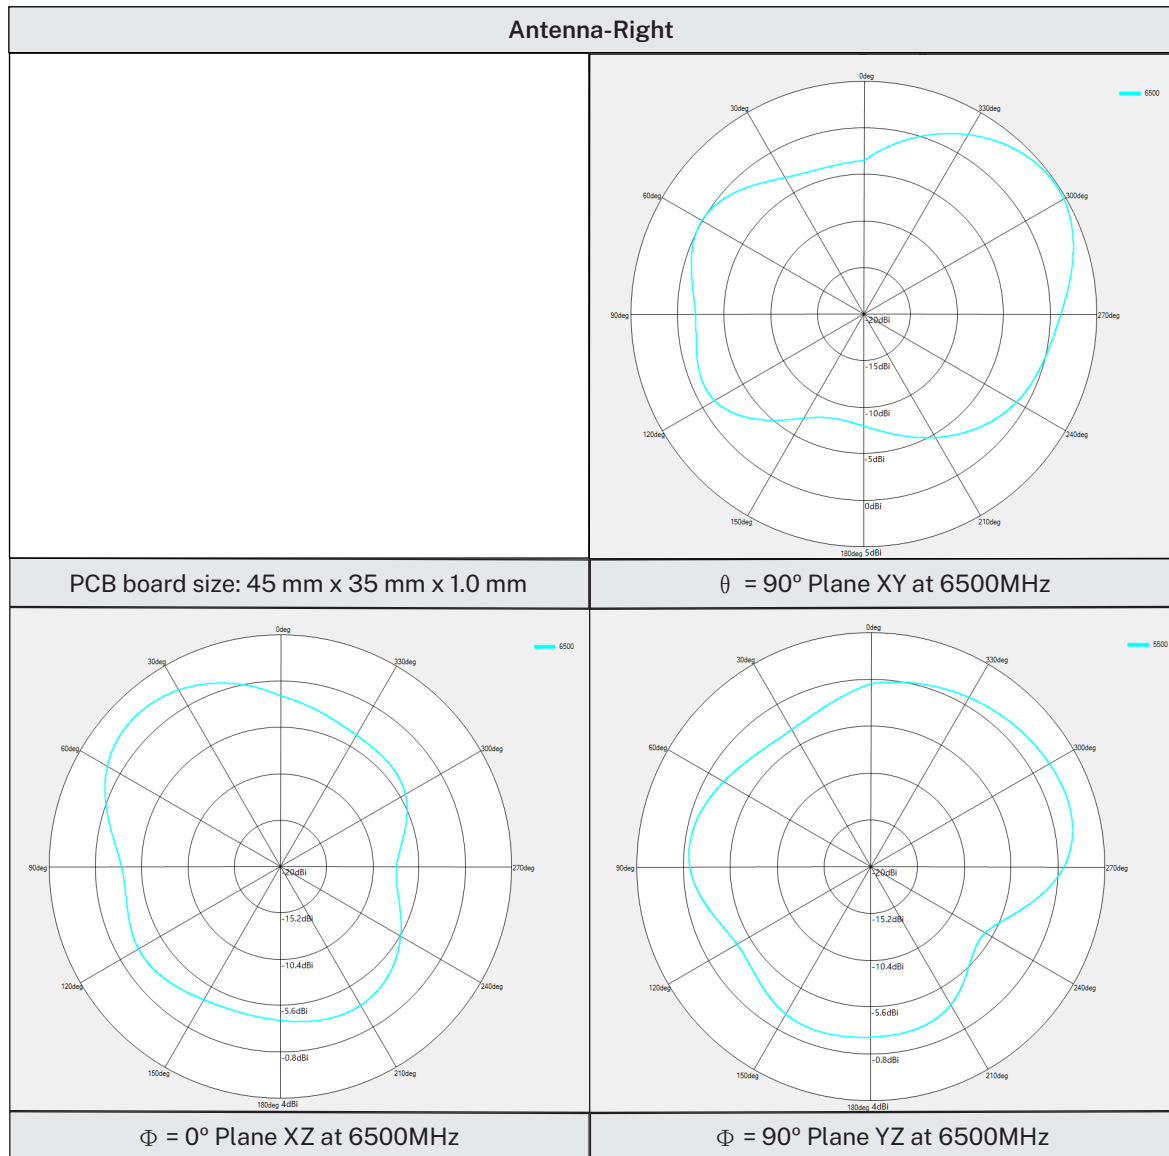 Antenna-Right
0deg
6500
30deg
330deg
60deg
300deg
90deg
-20dBi
270deg
-15dBi
-10dBi
120deg
240deg
-5dBi
0dBi
150deg
210deg
180deg 5dBi
PCB board size: 45 mm x 35 mm x 1.0 mm
θ = 90° Plane XY at 6500MHz
0deg
6500
30deg
330deg
60deg
300deg
90deg
-20dBi
270deg
-15.2dBi
-10.4dBi
120deg
240deg
-5.6dBi
-0.8dBi
150deg
210deg
180deg 4dBi
Φ = 0° Plane XZ at 6500MHz
0deg
5500
30deg
330deg
60deg
300deg
90deg
-20dBi
270deg
-15.2dBi
-10.4dBi
120deg
240deg
-5.6dBi
-0.8dBi
150deg
210deg
180deg 4dBi
Φ = 90° Plane YZ at 6500MHz